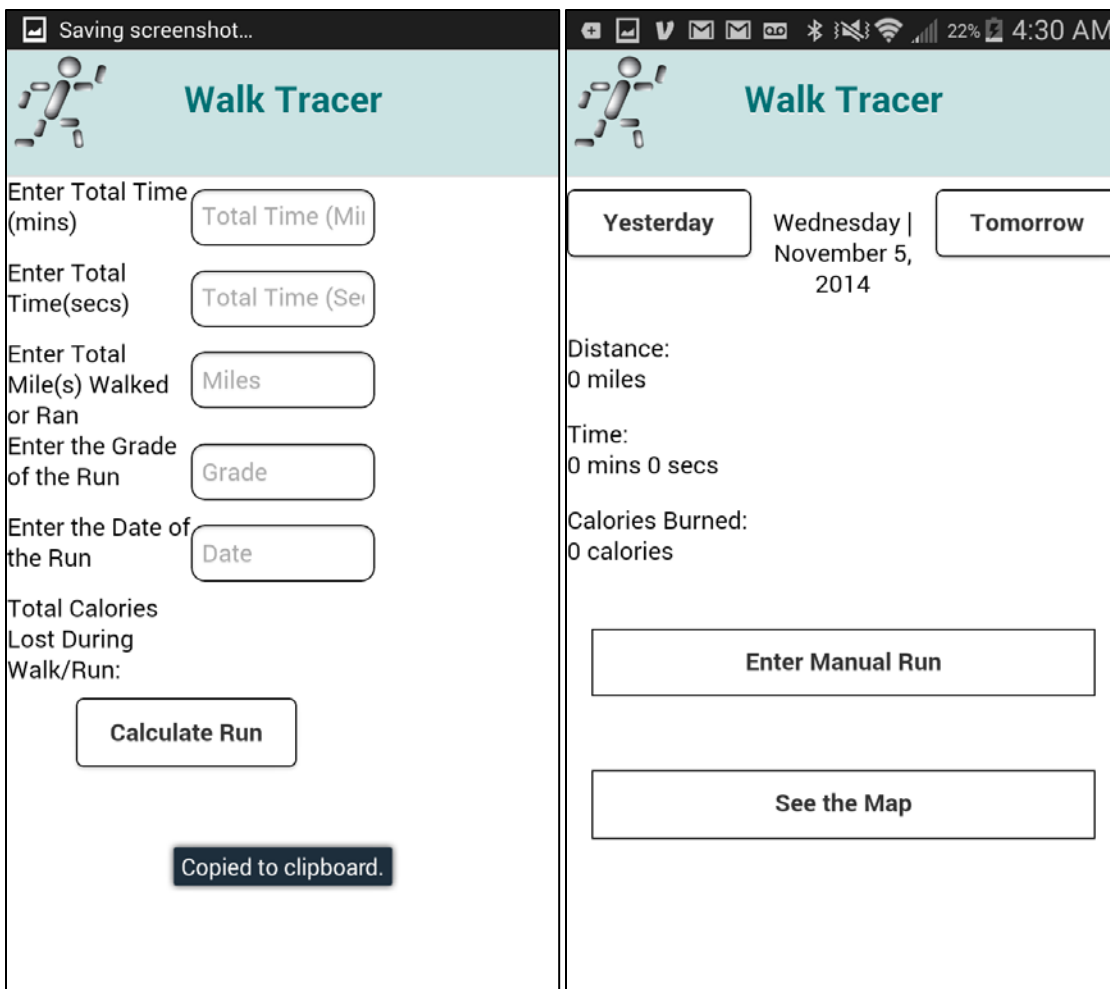 Saving screenshot...
Walk Tracer
Enter Total Time
(mins)
Total Time (Min
Enter Total
Time(secs)
Total Time (Sec
Enter Total
Mile(s) Walked
or Ran
Miles
Enter the Grade
of the Run
Grade
Enter the Date of
the Run
Date
Total Calories
Lost During
Walk/Run:
Calculate Run
Copied to clipboard.
22% 4:30 AM
Walk Tracer
Yesterday
Wednesday |
November 5,
2014
Tomorrow
Distance:
0 miles
Time:
0 mins 0 secs
Calories Burned:
0 calories
Enter Manual Run
See the Map